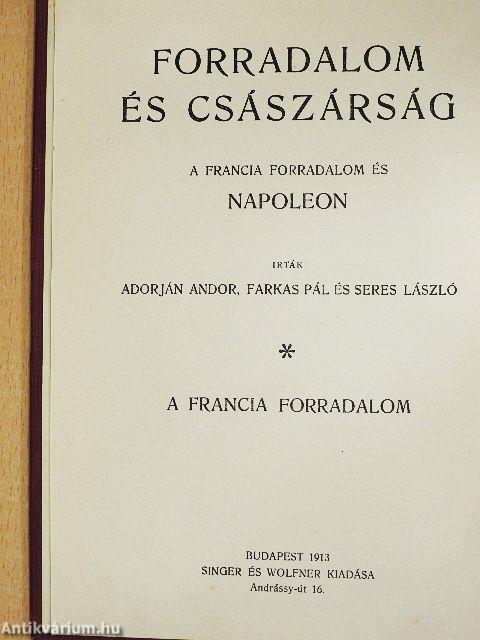 FORRADALOM
ÉS CSÁSZÁRSÁG
A FRANCIA FORRADALOM ÉS
NAPOLEON
IRTÁK
ADORJÁN ANDOR, FARKAS PÁL ÉS SERES LÁSZLÓ
*
A FRANCIA FORRADALOM
BUDAPEST 1913
SINGER ÉS WOLFNER KIADÁSA
Andrássy-út 16.
Antikvárium.hu